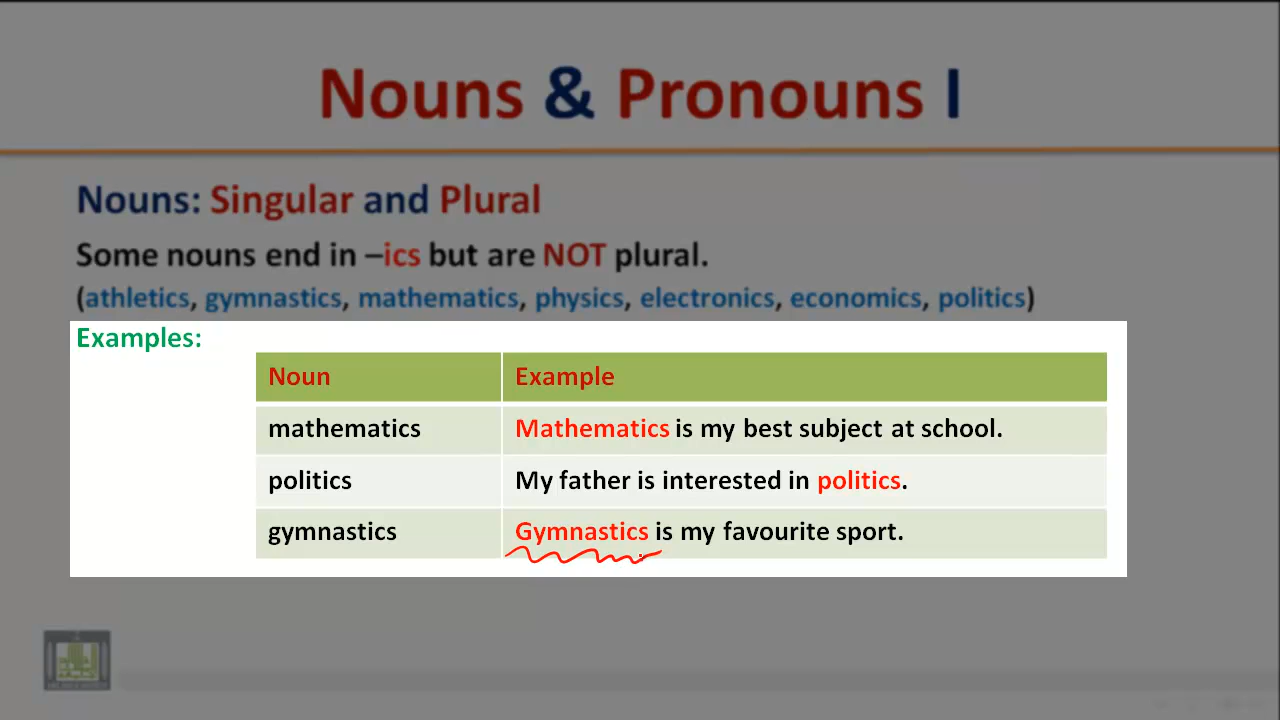 Nouns & Pronouns I
Nouns: Singular and Plural
Some nouns end in –ics but are NOT plural.
(athletics, gymnastics, mathematics, physics, electronics, economics, politics)
Examples:
Noun Example
mathematics Mathematics is my best subject at school.
politics My father is interested in politics.
gymnastics Gymnastics is my favourite sport.